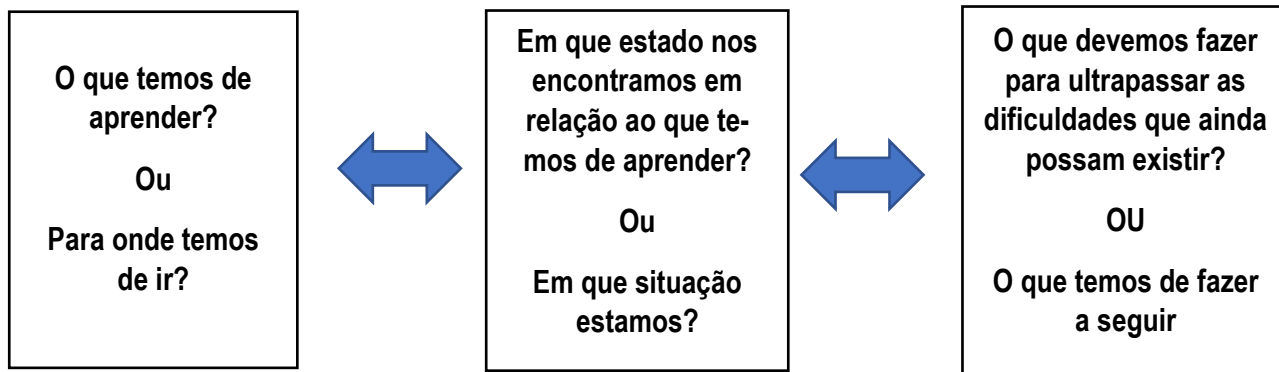 O que temos de
aprender?
Ou
Para onde temos
de ir?
Em que estado nos
encontramos em
relação ao que te-
mos de aprender?
Ou
Em que situação
estamos?
O que devemos fazer
para ultrapassar as
dificuldades que ainda
possam existir?
OU
O que temos de fazer
a seguir